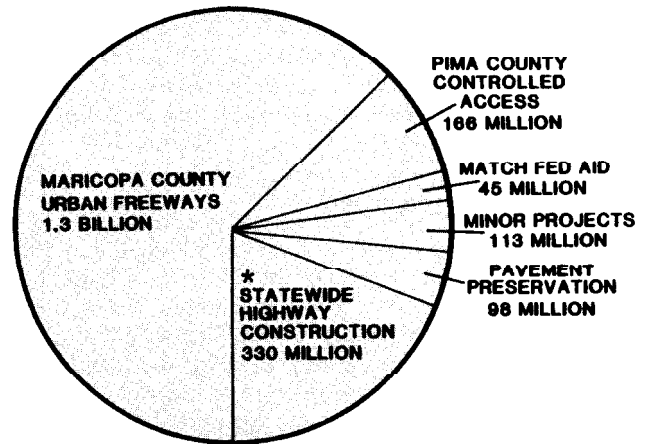 PIMA COUNTY
CONTROLLED
ACCESS
166 MILLION
MATCH FED AID
45 MILLION
MARICOPA COUNTY
URBAN FREEWAYS
1.3 BILLION
MINOR PROJECTS
113 MILLION
PAVEMENT
PRESERVATION
98 MILLION
*
STATEWIDE
HIGHWAY
CONSTRUCTION
330 MILLION